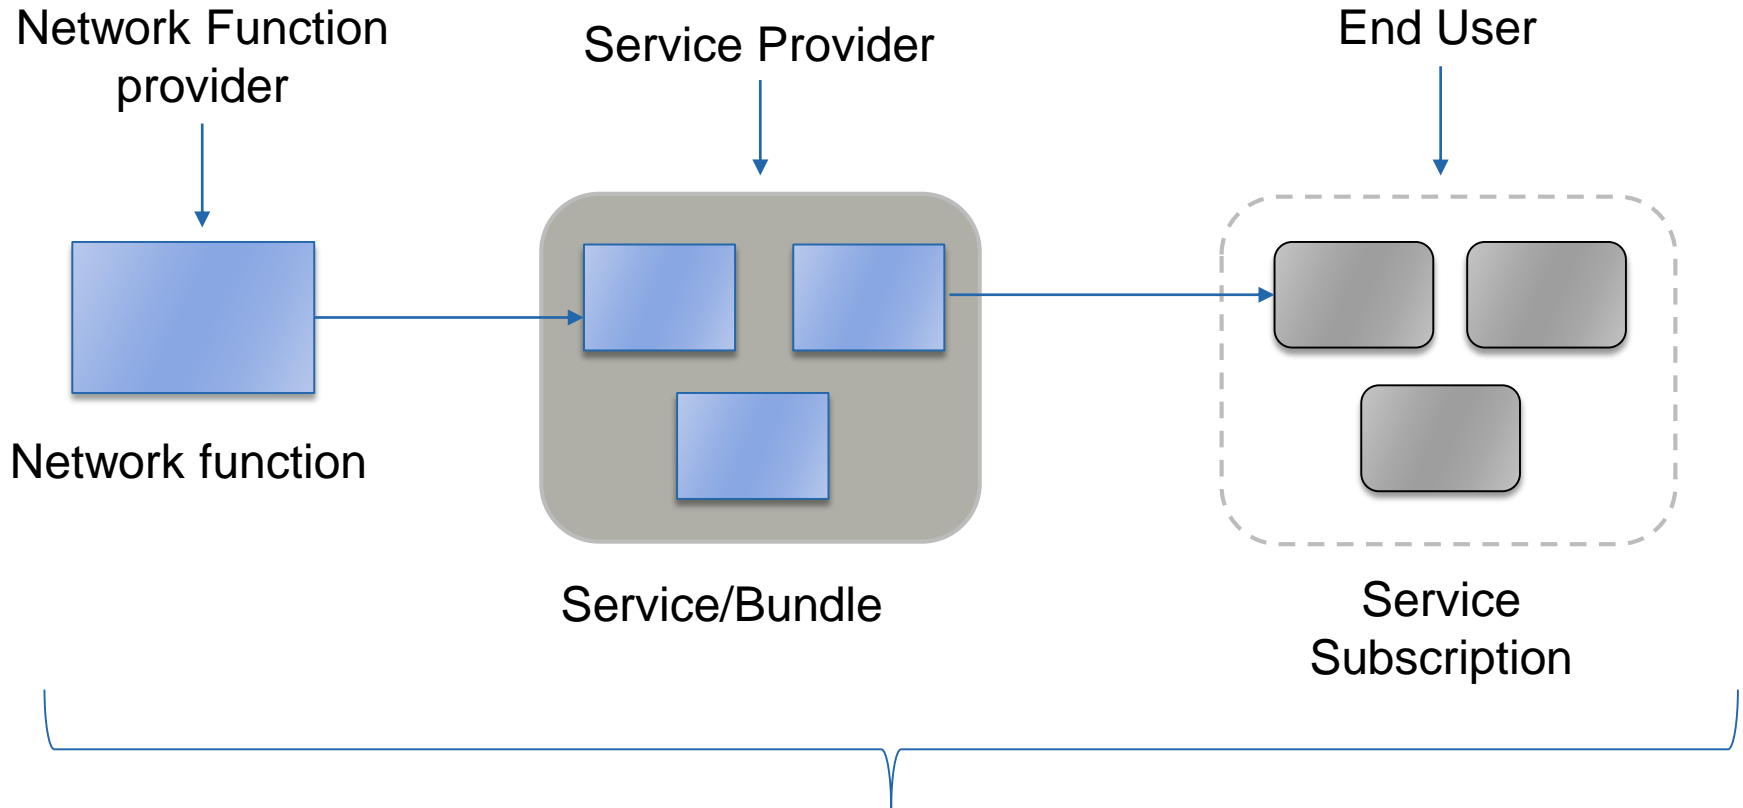 Network Function
provider
Service Provider
End User
Network function
Service/Bundle
Service
Subscription